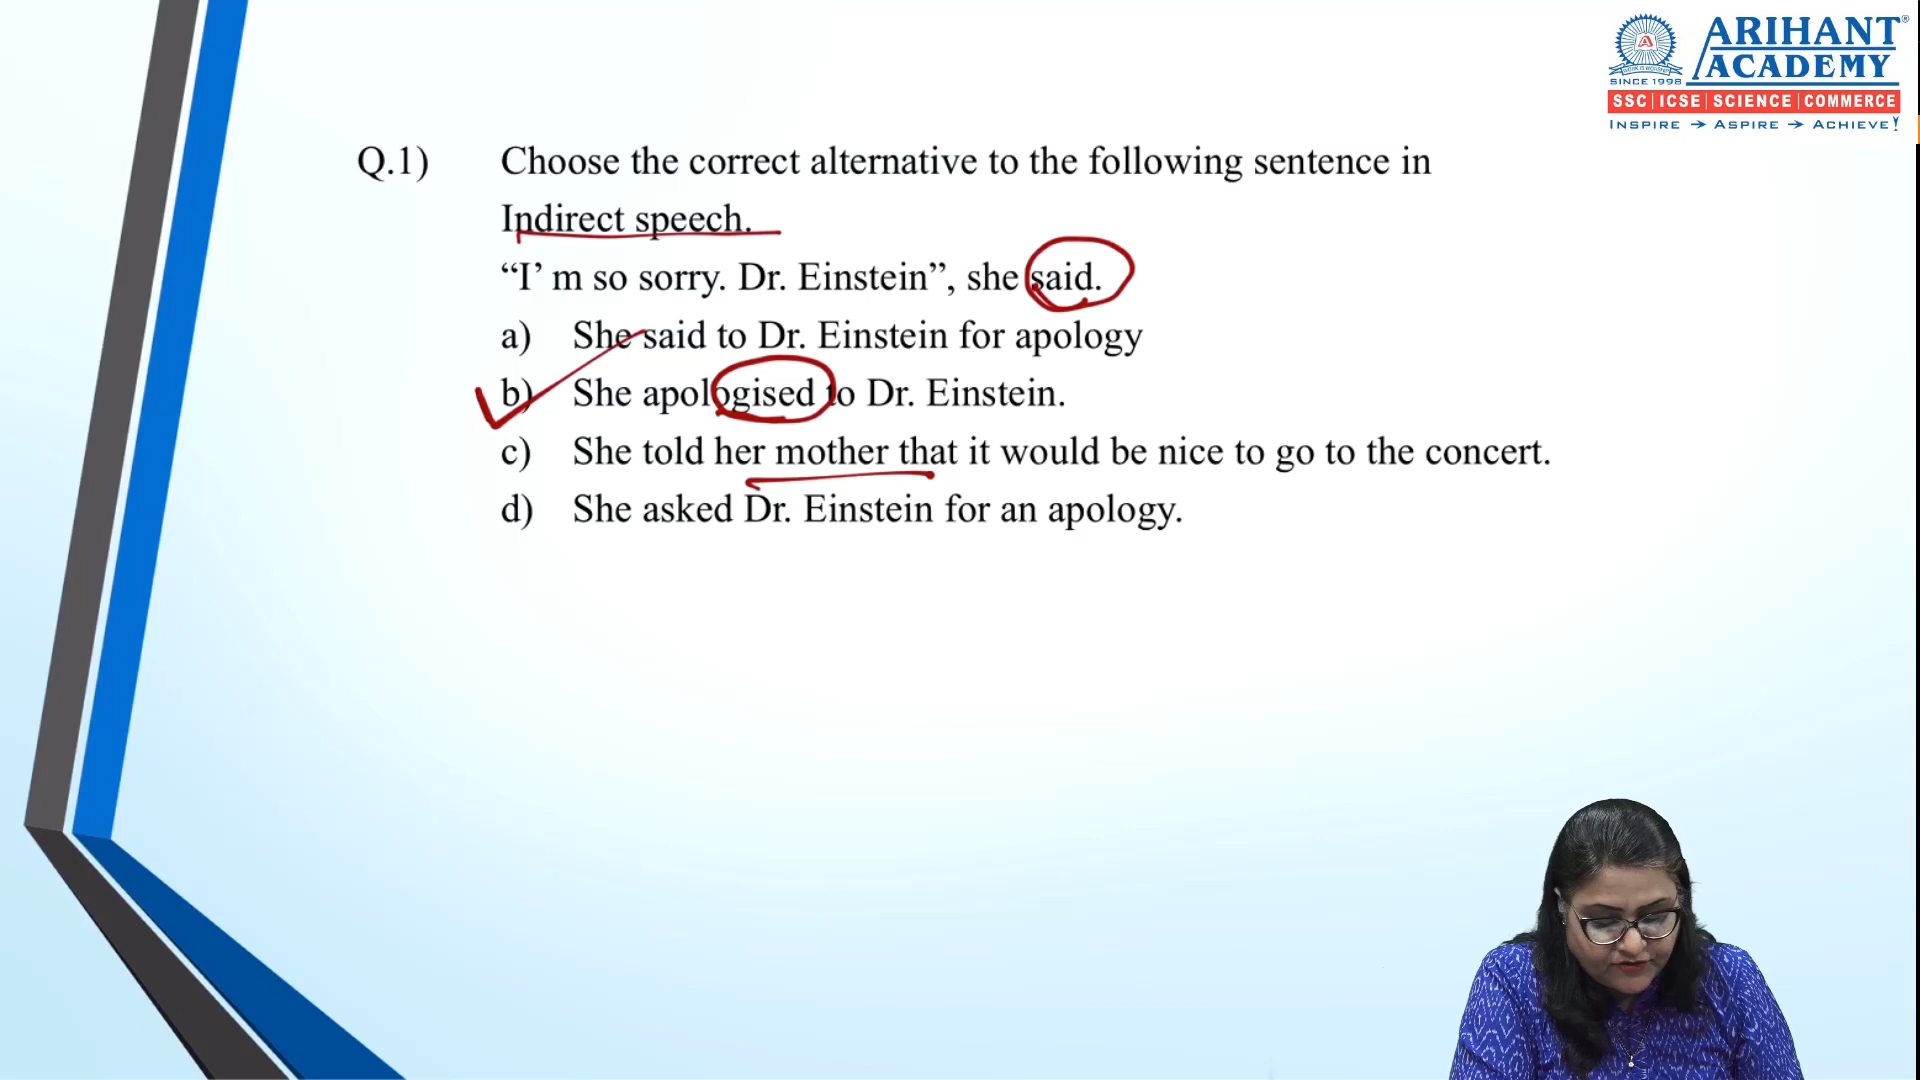 ARIHANT®
ACADEMY
SINCE 1998
SSC | ICSE | SCIENCE | COMMERCE
INSPIRE → ASPIRE → ACHIEVE!
Q.1) Choose the correct alternative to the following sentence in
Indirect speech.
“I’ m so sorry. Dr. Einstein”, she said.
a) She said to Dr. Einstein for apology
b) She apologised to Dr. Einstein.
c) She told her mother that it would be nice to go to the concert.
d) She asked Dr. Einstein for an apology.